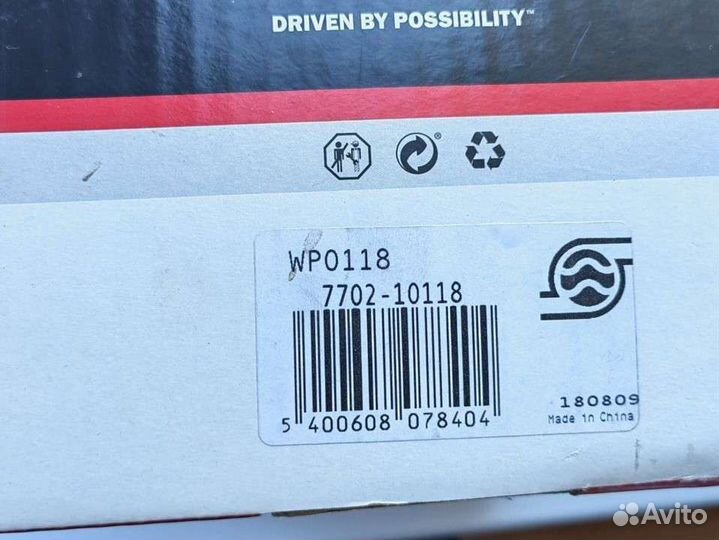 DRIVEN BY POSSIBILITY™
WP0118
7702-10118
5 400608 078404
180809
Made in China
Avito